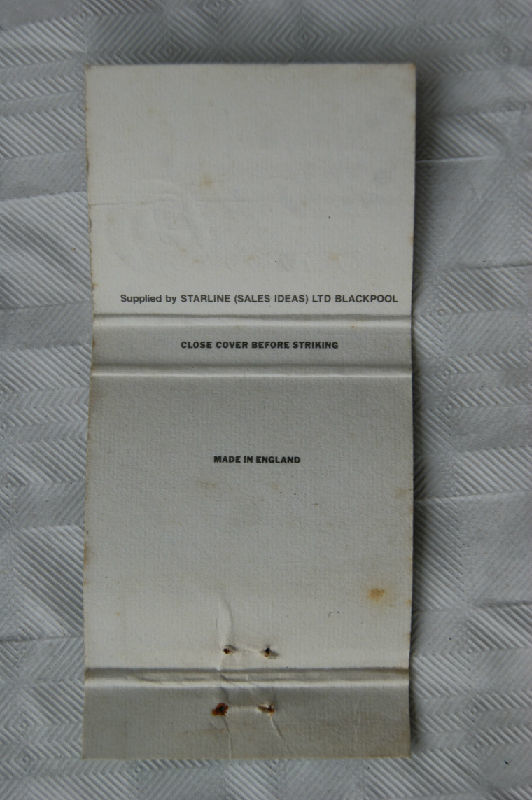 Supplied by STARLINE (SALES IDEAS) LTD BLACKPOOL
CLOSE COVER BEFORE STRIKING
MADE IN ENGLAND